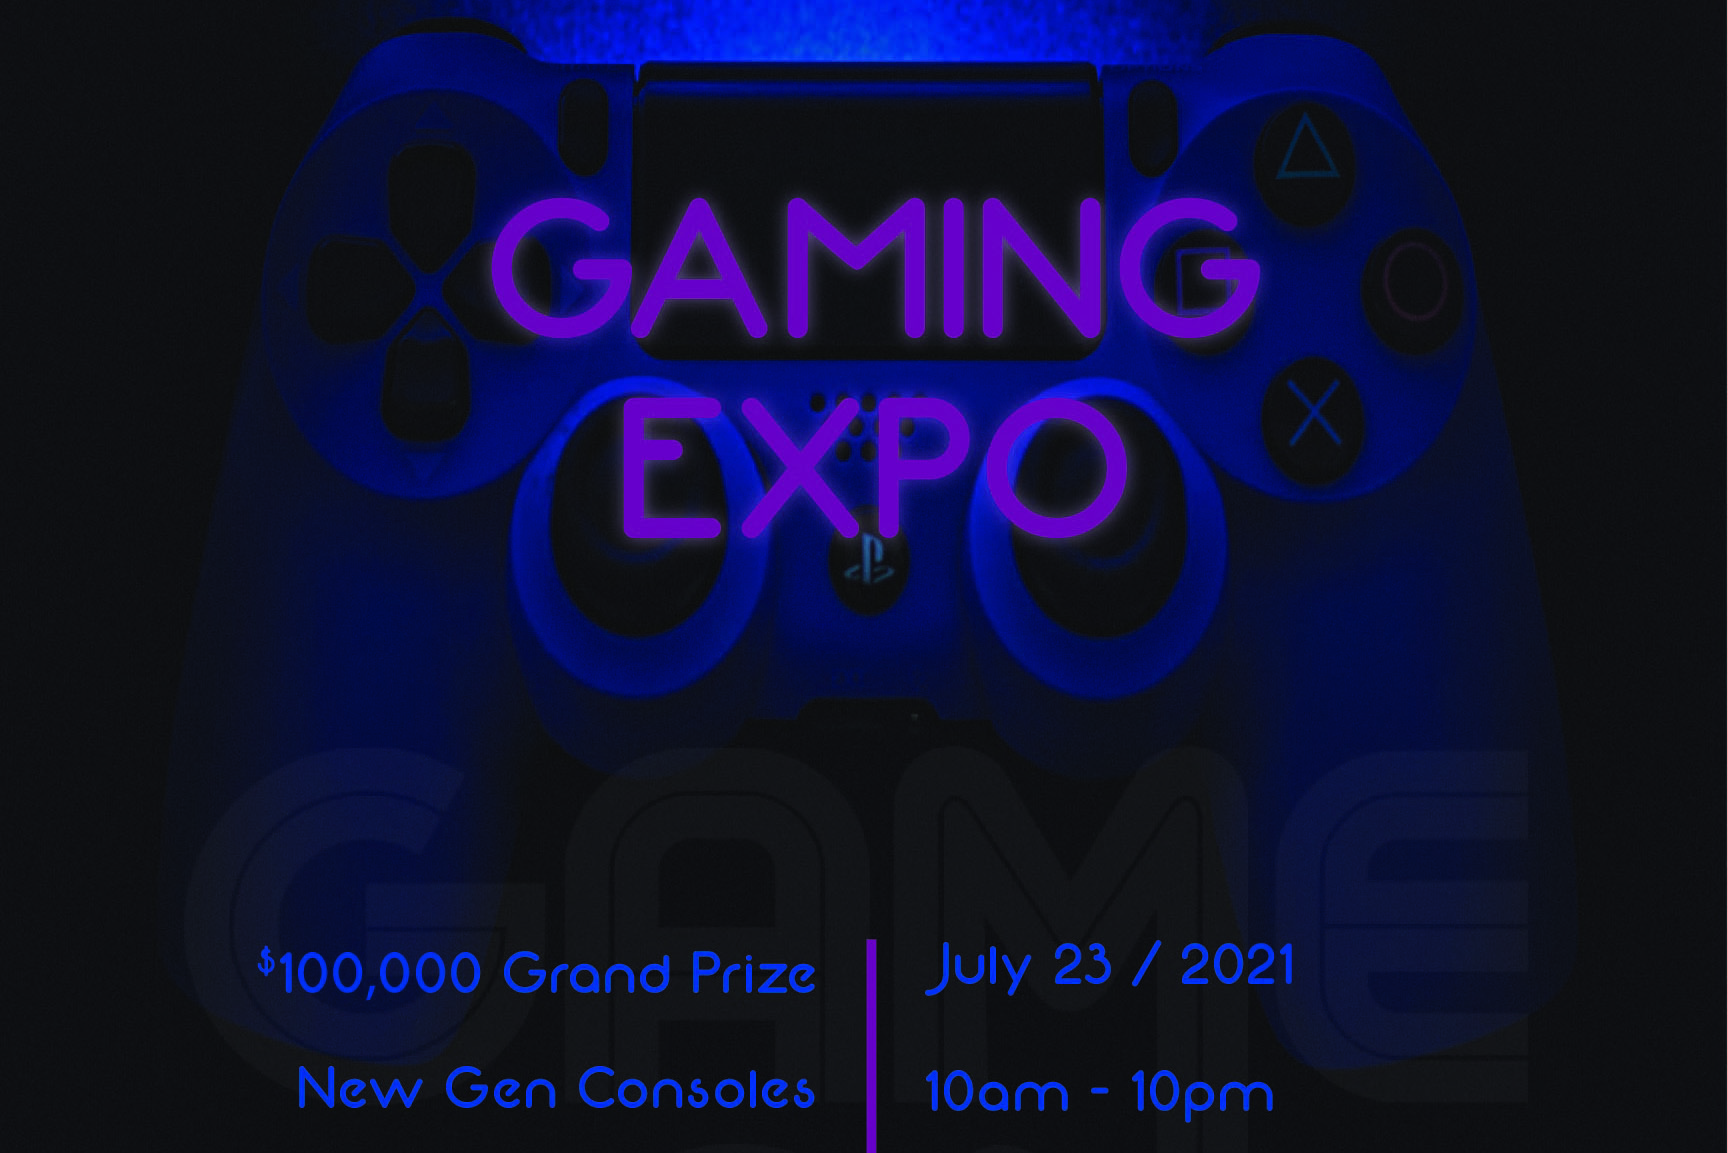 GAMING
EXPO
GAME
$100,000 Grand Prize
New Gen Consoles
July 23 / 2021
10am - 10pm